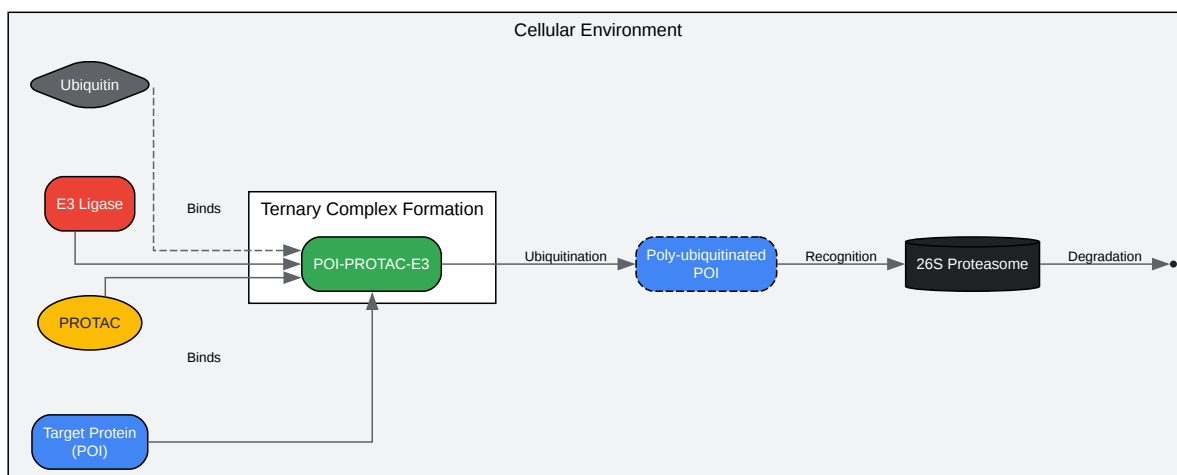 Cellular Environment
Ubiquitin
E3 Ligase
Binds
Ternary Complex Formation
POI-PROTAC-E3
Ubiquitination
Poly-ubiquitinated
POI
Recognition
26S Proteasome
Degradation
PROTAC
Binds
Target Protein
(POI)